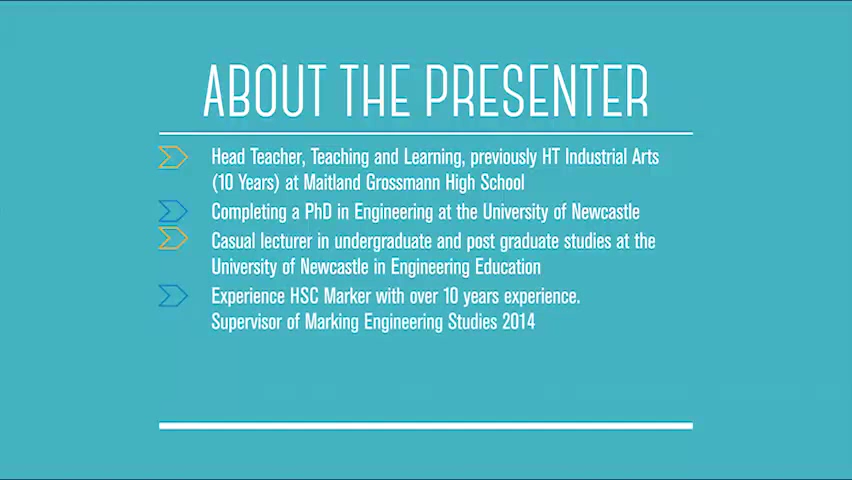 ABOUT THE PRESENTER
Head Teacher, Teaching and Learning, previously HT Industrial Arts
(10 Years) at Maitland Grossmann High School
Completing a PhD in Engineering at the University of Newcastle
Casual lecturer in undergraduate and post graduate studies at the
University of Newcastle in Engineering Education
Experience HSC Marker with over 10 years experience.
Supervisor of Marking Engineering Studies 2014